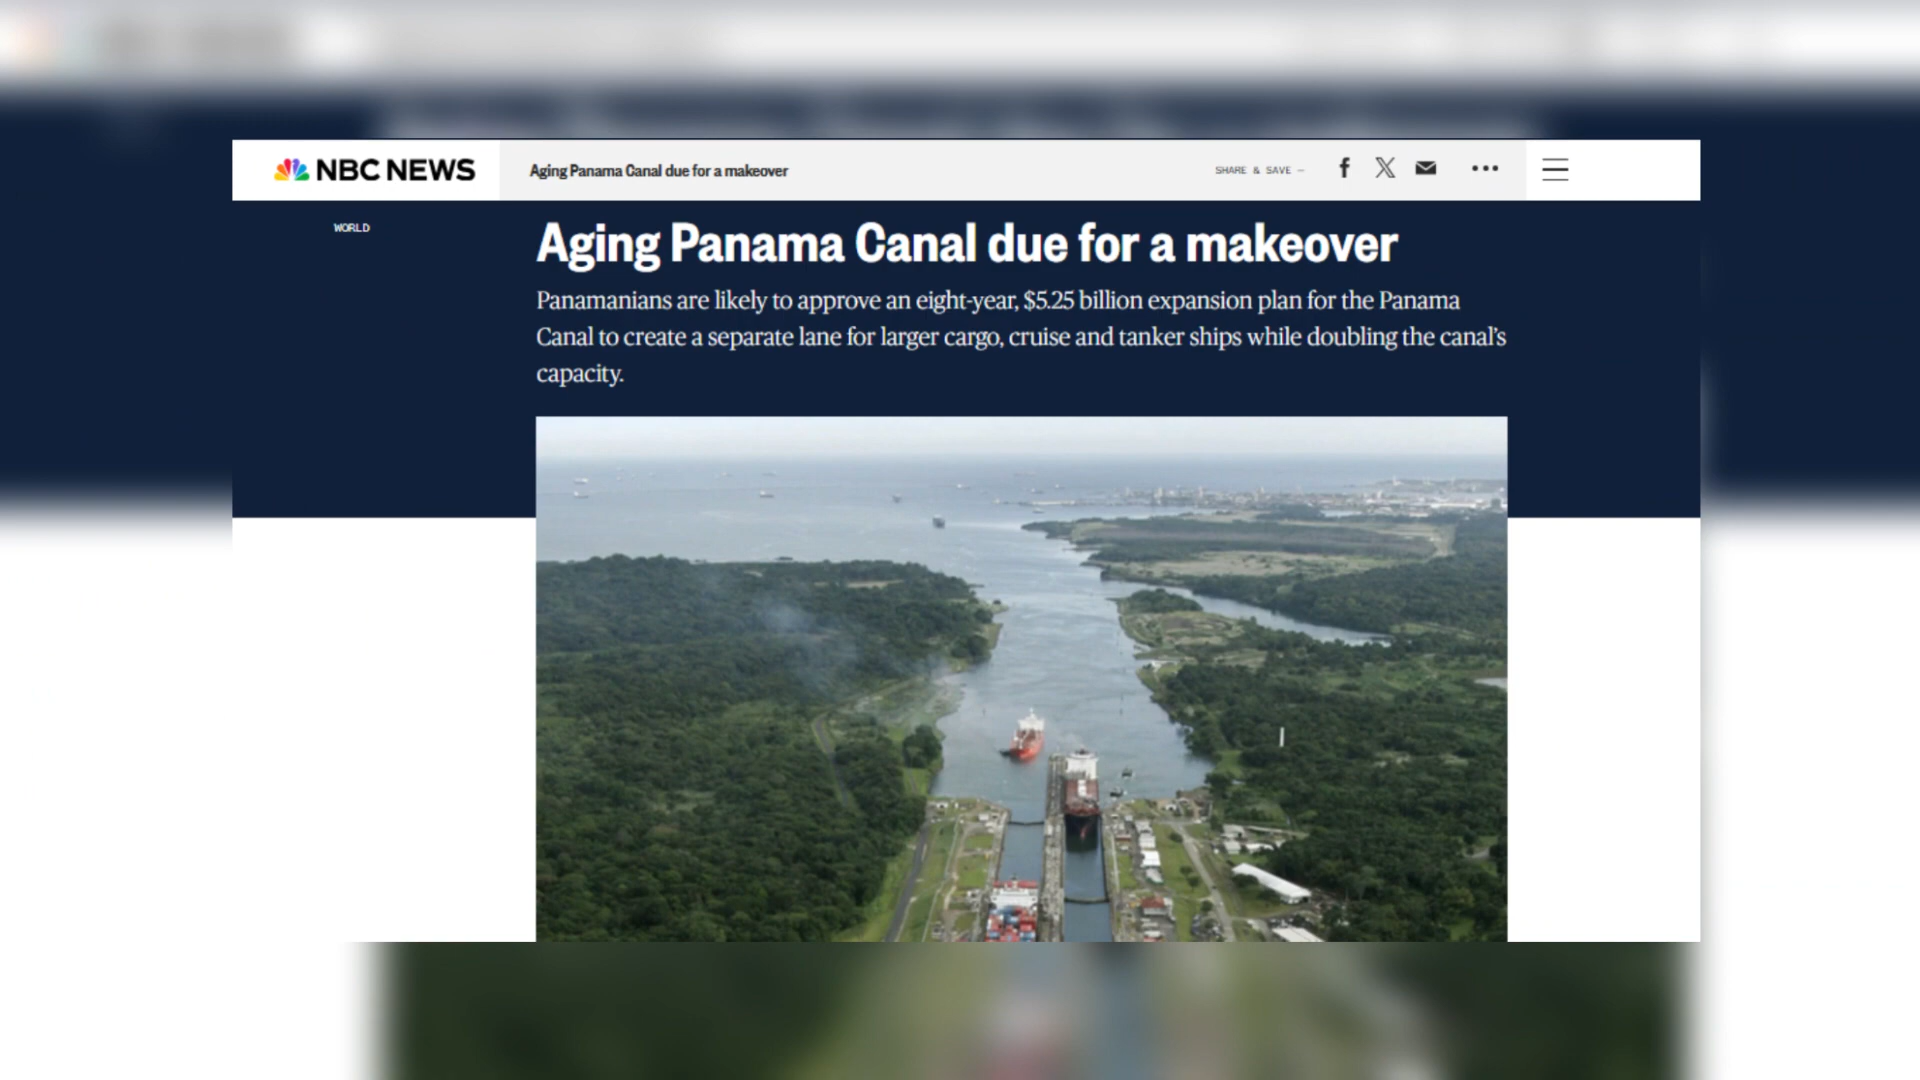 NBC NEWS
Aging Panama Canal due for a makeover
SHARE & SAVE —
WORLD
Aging Panama Canal due for a makeover
Panamanians are likely to approve an eight-year, $5.25 billion expansion plan for the Panama
Canal to create a separate lane for larger cargo, cruise and tanker ships while doubling the canal’s
capacity.